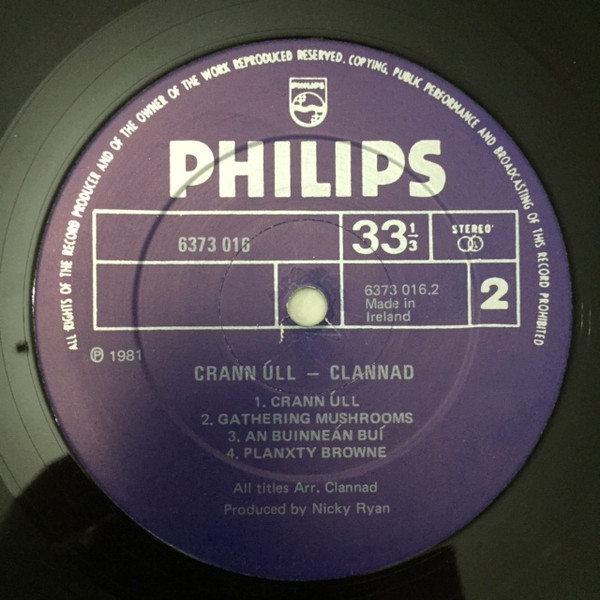 ALL RIGHTS OF THE RECORD PRODUCER AND OF THE OWNER OF THE WORK REPRODUCED RESERVED. COPYING, PUBLIC PERFORMANCE AND BROADCASTING OF THIS RECORD PROHIBITED
PHILIPS
PHILIPS
6373 016
33 1/3
STEREO
6373 016.2
Made in
Ireland
2
℗ 1981
CRANN ÚLL – CLANNAD
1. CRANN ÚLL
2. GATHERING MUSHROOMS
3. AN BUINNEÁN BUÍ
4. PLANXTY BROWNE
All titles Arr. Clannad
Produced by Nicky Ryan